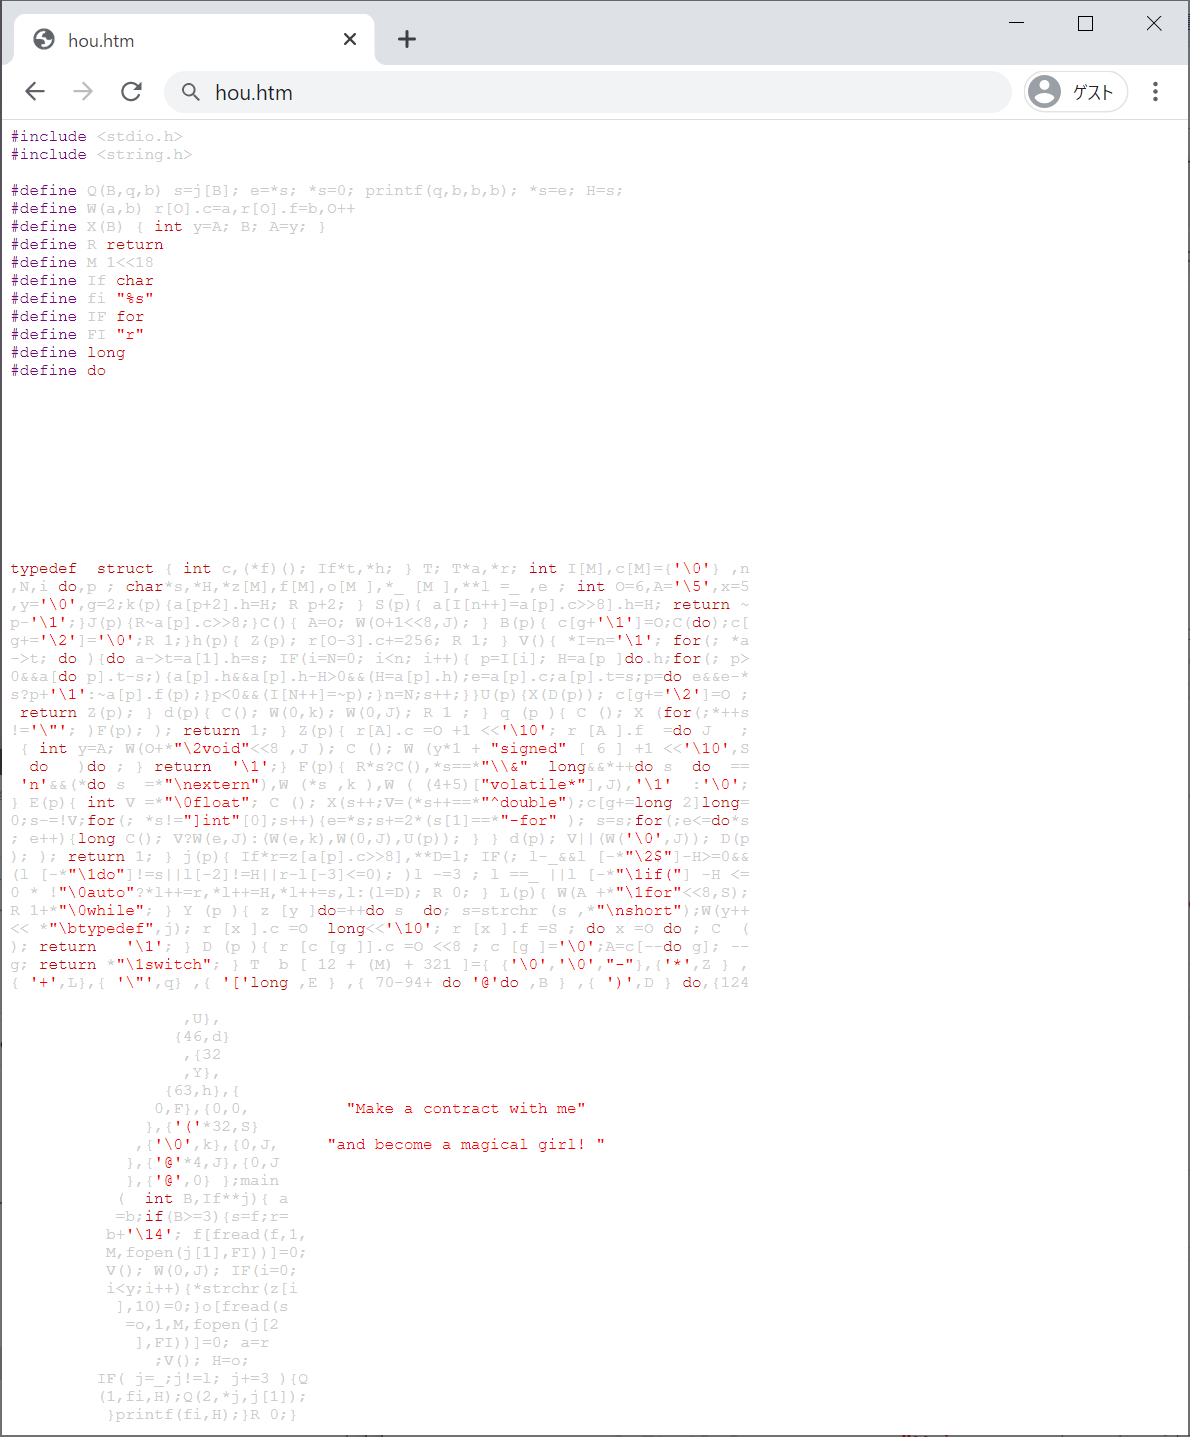 hou.htm
hou.htm
ゲスト
#include <stdio.h>
#include <string.h>
#define Q(B,q,b) s=j[B]; e=*s; *s=0; printf(q,b,b,b); *s=e; H=s;
#define W(a,b) r[O].c=a,r[O].f=b,O++
#define X(B) { int y=A; B; A=y; }
#define R return
#define M 1<<18
#define If char
#define fi "%s"
#define IF for
#define FI "r"
#define long
#define do
typedef  struct { int c,(*f)(); If*t,*h; } T; T*a,*r; int I[M],c[M]={'\0'} ,n
,N,i do,p ; char*s,*H,*z[M],f[M],o[M ],*_ [M ],**l =_ ,e ; int O=6,A='\5',x=5
,y='\0',g=2;k(p){a[p+2].h=H; R p+2; } S(p){ a[I[n++]=a[p].c>>8].h=H; return ~
p-'\1';}J(p){R~a[p].c>>8;}C(){ A=O; W(O+1<<8,J); } B(p){ c[g+'\1']=O;C(do);c[
g+='\2']='\0';R 1;}h(p){ Z(p); r[O-3].c+=256; R 1; } V(){ *I=n='\1'; for(; *a
->t; do ){do a->t=a[1].h=s; IF(i=N=0; i<n; i++){ p=I[i]; H=a[p ]do.h;for(; p>
0&&a[do p].t-s;){a[p].h&&a[p].h-H>0&&(H=a[p].h);e=a[p].c;a[p].t=s;p=do e&&e-*
s?p+'\1':~a[p].f(p);}p<0&&(I[N++]=~p);}n=N;s++;}}U(p){X(D(p)); c[g+='\2']=O ;
 return Z(p); } d(p){ C(); W(0,k); W(0,J); R 1 ; } q (p ){ C (); X (for(;*++s
!='\"'; )F(p); ); return 1; } Z(p){ r[A].c =O +1 <<'\10'; r [A ].f  =do J   ;
 { int y=A; W(O+*"\2void"<<8 ,J ); C (); W (y*1 + "signed" [ 6 ] +1 <<'\10',S
  do   )do ; } return  '\1';} F(p){ R*s?C(),*s==*"\\&"  long&&*++do s  do  ==
 'n'&&(*do s  =*"\nextern"),W (*s ,k ),W ( (4+5)["volatile*"],J),'\1'  :'\0';
} E(p){ int V =*"\0float"; C (); X(s++;V=(*s++==*"^double");c[g+=long 2]long=
0;s-=!V;for(; *s!="]int"[0];s++){e=*s;s+=2*(s[1]==*"-for" ); s=s;for(;e<=do*s
; e++){long C(); V?W(e,J):(W(e,k),W(0,J),U(p)); } } d(p); V||(W('\0',J)); D(p
); ); return 1; } j(p){ If*r=z[a[p].c>>8],**D=l; IF(; l-_&&l [-*"\2$"]-H>=0&&
(l [-*"\1do"]!=s||l[-2]!=H||r-l[-3]<=0); )l -=3 ; l ==_ ||l [-*"\1if("] -H <=
0 * !"\0auto"?*l++=r,*l++=H,*l++=s,l:(l=D); R 0; } L(p){ W(A +*"\1for"<<8,S);
R 1+*"\0while"; } Y (p ){ z [y ]do=++do s  do; s=strchr (s ,*"\nshort");W(y++
<< *"\btypedef",j); r [x ].c =O  long<<'\10'; r [x ].f =S ; do x =O do ; C  (
); return   '\1'; } D (p ){ r [c [g ]].c =O <<8 ; c [g ]='\0';A=c[--do g]; --
g; return *"\1switch"; } T  b [ 12 + (M) + 321 ]={ {'\0','\0',"-"},{'*',Z } ,
{ '+',L},{ '\"',q} ,{ '['long ,E } ,{ 70-94+ do '@'do ,B } ,{ ')',D } do,{124
,U},
{46,d}
,{32
,Y},
{63,h},{
0,F},{0,0,          "Make a contract with me"
},{'('*32,S}
,{'\0',k},{0,J,     "and become a magical girl! "
},{'@'*4,J},{0,J
},{'@',0} };main
(  int B,If**j){ a
=b;if(B>=3){s=f;r=
b+'\14'; f[fread(f,1,
M,fopen(j[1],FI))]=0;
V(); W(0,J); IF(i=0;
i<y;i++){*strchr(z[i
],10)=0;}o[fread(s
=o,1,M,fopen(j[2
],FI))]=0; a=r
;V(); H=o;
IF( j=_;j!=l; j+=3 ){Q
(1,fi,H);Q(2,*j,j[1]);
}printf(fi,H);}R 0;}